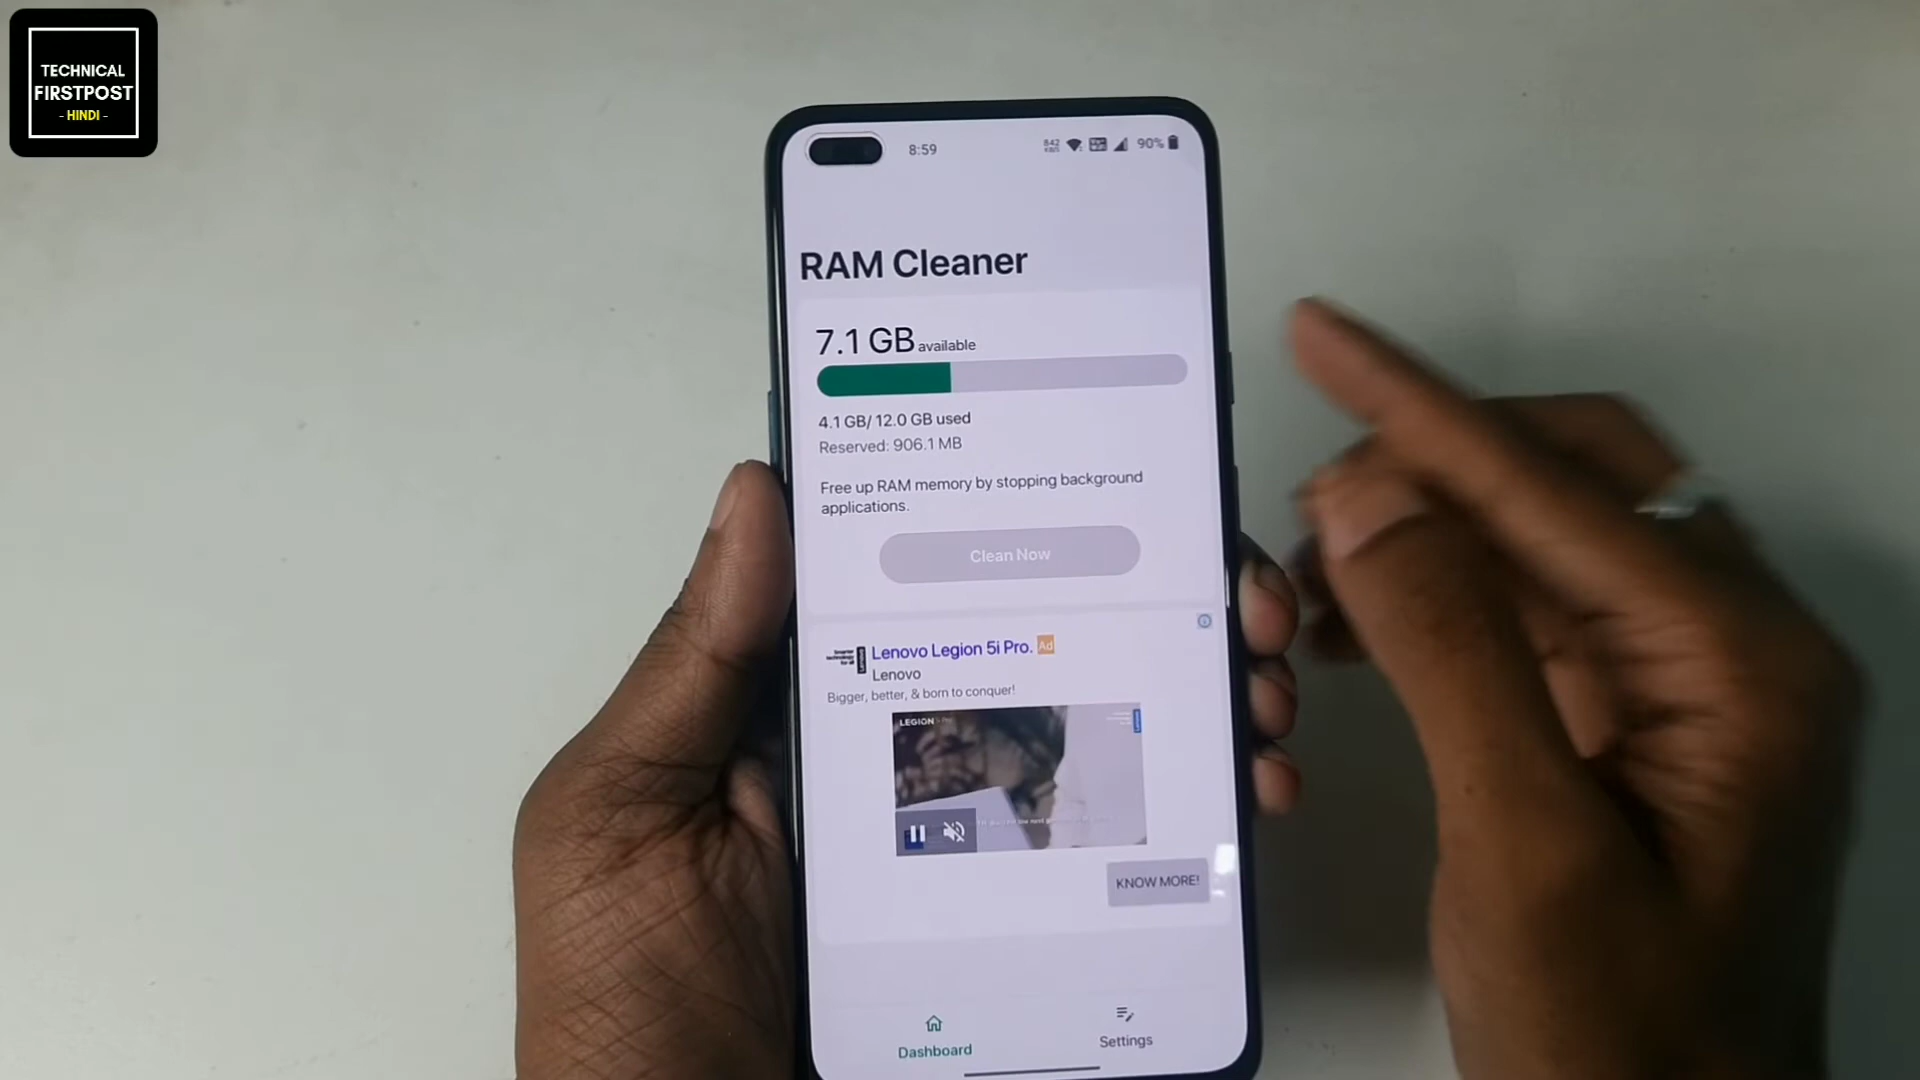 TECHNICAL
FIRSTPOST
- HINDI -
8:59
842
90%
RAM Cleaner
7.1 GB available
4.1 GB/ 12.0 GB used
Reserved: 906.1 MB
Free up RAM memory by stopping background
applications.
Clean Now
Lenovo Legion 5i Pro. Ad
Lenovo
Bigger, better, & born to conquer!
LEGION
KNOW MORE!
Dashboard
Settings